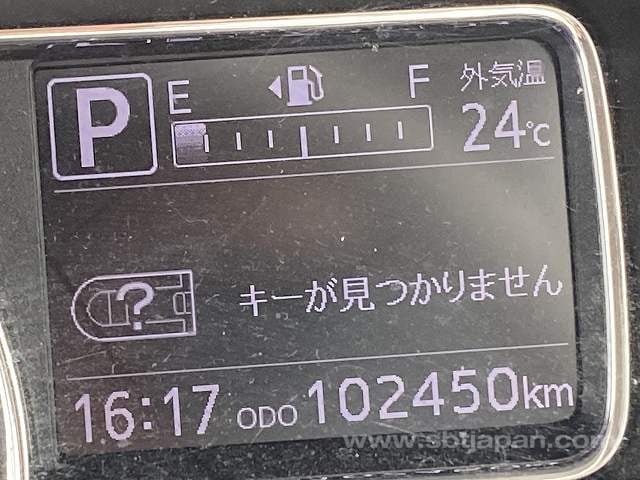 P E F 外気温
24℃
? キーが見つかりません
16:17 ODO 102450km
www.sbtjapan.com